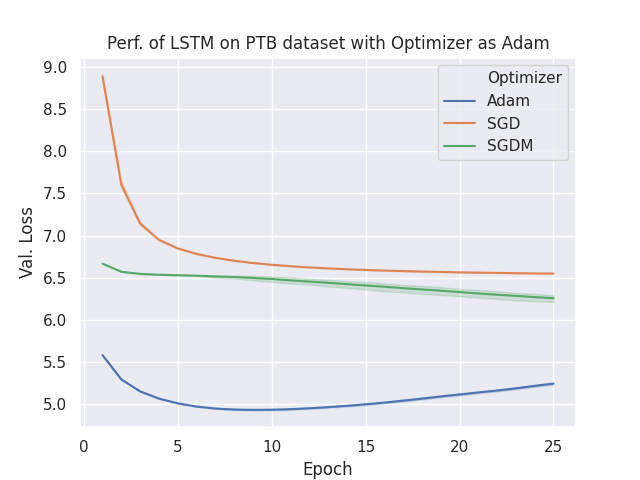 Perf. of LSTM on PTB dataset with Optimizer as Adam
Optimizer
Adam
SGD
SGDM
Val. Loss
9.0
8.5
8.0
7.5
7.0
6.5
6.0
5.5
5.0
0 5 10 15 20 25
Epoch